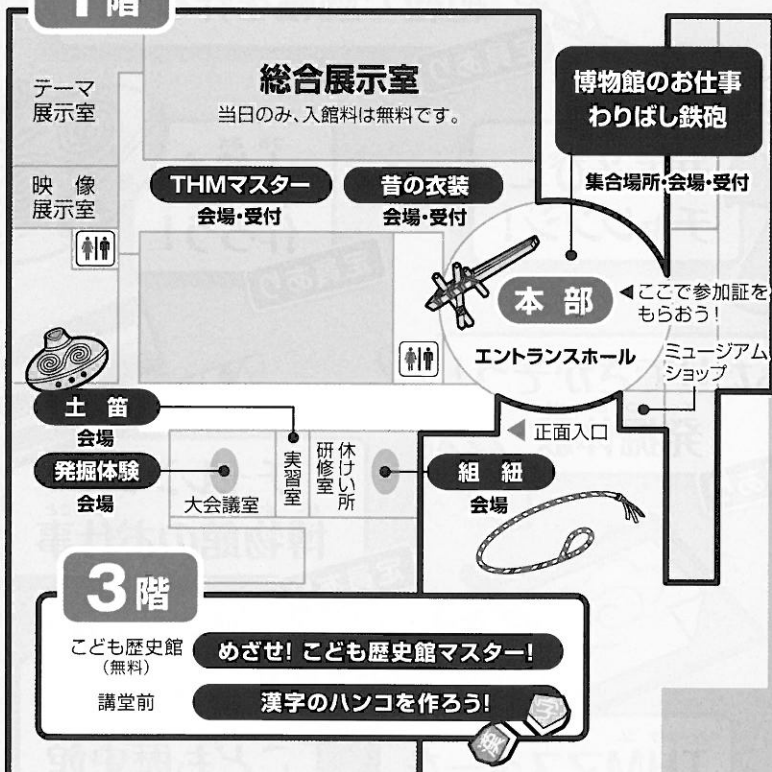 1階
総合展示室
当日のみ、入館料は無料です。
テーマ
展示室
映像
展示室
THMマスター
会場・受付
昔の衣装
会場・受付
博物館のお仕事
わりばし鉄砲
集合場所・会場・受付
本部
◀ここで参加証を
もらおう!
エントランスホール
ミュージアム
ショップ
◀正面入口
土笛
会場
発掘体験
会場
大会議室
実習室
研修室
休けい所
組紐
会場
3階
こども歴史館
(無料)
めざせ! こども歴史館マスター!
講堂前
漢字のハンコを作ろう!